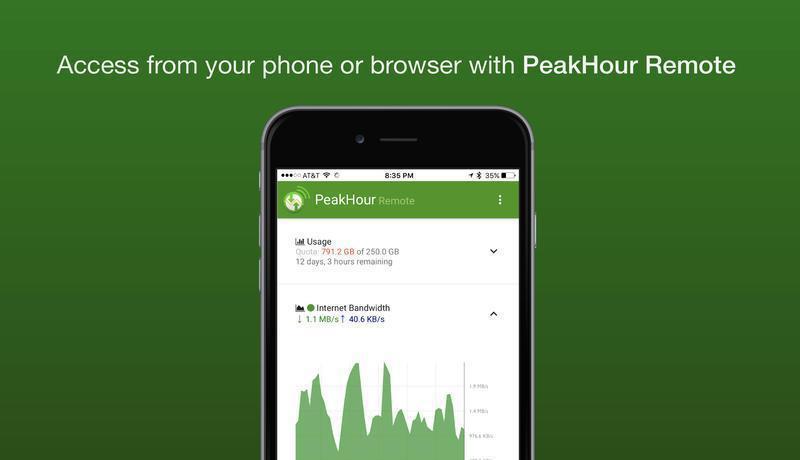 Access from your phone or browser with PeakHour Remote
AT&T 8:35 PM 35%
PeakHour Remote
Usage
Quota: 791.2 GB of 250.0 GB
12 days, 3 hours remaining
Internet Bandwidth
↓ 1.1 MB/s ↑ 40.6 KB/s
1.9 MB/s
1.4 MB/s
976.6 KB/s